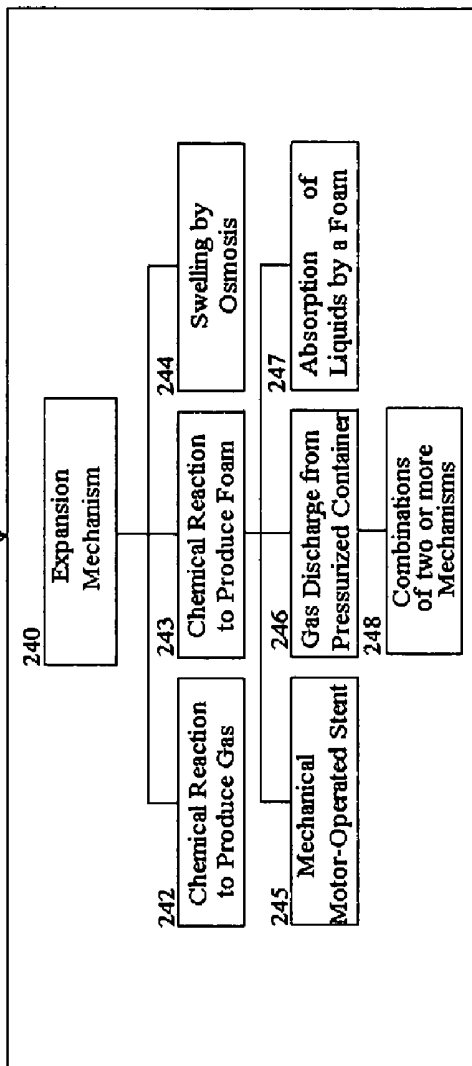 240
Expansion
Mechanism
242
Chemical Reaction
to Produce Gas
243
Chemical Reaction
to Produce Foam
244
Swelling by
Osmosis
245
Mechanical
Motor-Operated Stent
246
Gas Discharge from
Pressurized Container
247
Absorption of
Liquids by a Foam
248
Combinations
of two or more
Mechanisms